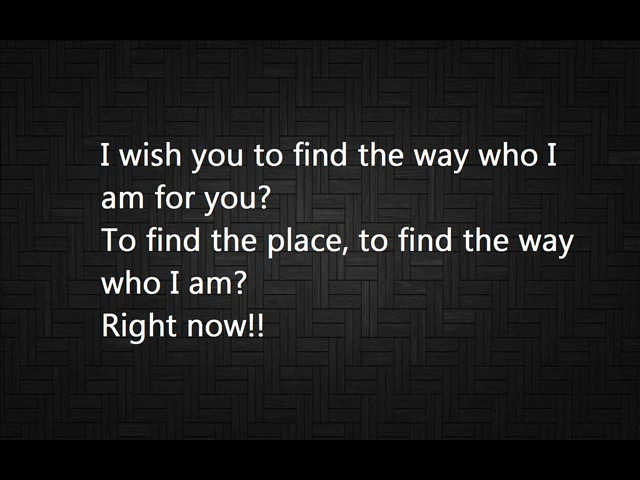 I wish you to find the way who I
am for you?
To find the place, to find the way
who I am?
Right now!!